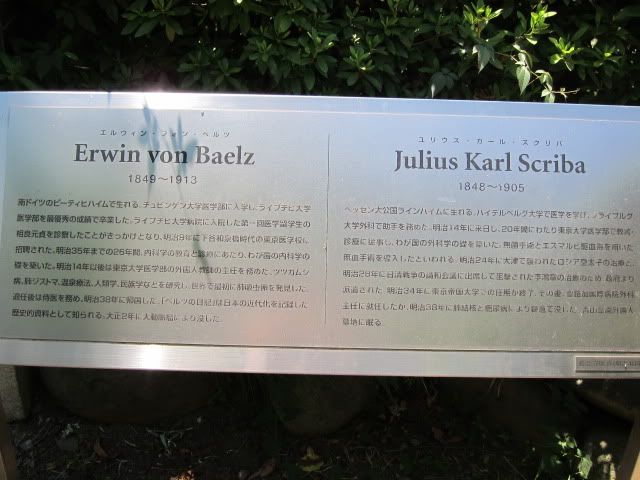 エルウィン・フォン・ベルツ
Erwin von Baelz
1849～1913
南ドイツのビーティヒハイムで生れる。チュビンゲン大学医学部に入学し、ライプチヒ大学
医学部を最優秀の成績で卒業した。ライプチヒ大学病院に入院した第一回医学留学生の
相良元貞を診察したことがきっかけとなり、明治9年に下谷和泉橋時代の東京医学校に
招聘された。明治35年までの26年間、内科学の教育と診療にあたり、わが国の内科学の
礎を築いた。明治14年以後は東京大学医学部の外国人教師の主任を務めた。ツツガムシ
病、肝ジストマ、温泉療法、人類学、民族学などを研究し、世界で最初に肺吸虫卵を発見した。
退任後は侍医を務め、明治38年に帰国した。「ベルツの日記」は日本の近代化を記録した
歴史的資料として知られる。大正2年に大動脈瘤により没した。
ユリウス・カール・スクリバ
Julius Karl Scriba
1848～1905
ヘッセン大公国ラインハイムに生れる。ハイデルベルグ大学で医学を学び、フライブルグ
大学外科で助手を務めた。明治14年に来日し、20年間にわたり東京大学医学部で教育・
診療に従事し、わが国の外科学の礎を築いた。無菌手術とエスマルヒ駆血帯を用いた
無血手術を導入したといわれる。明治24年に大津で襲われたロシア皇太子の治療と、
明治28年に日清戦争の講和会議に出席して狙撃された李鴻章の治療のため、政府より
派遣された。明治34年に東京帝国大学での任期が終了、その後、聖路加国際病院外科
主任に就任したが、明治38年に肺結核と糖尿病により築地で没した。青山霊園外国人
墓地に眠る。